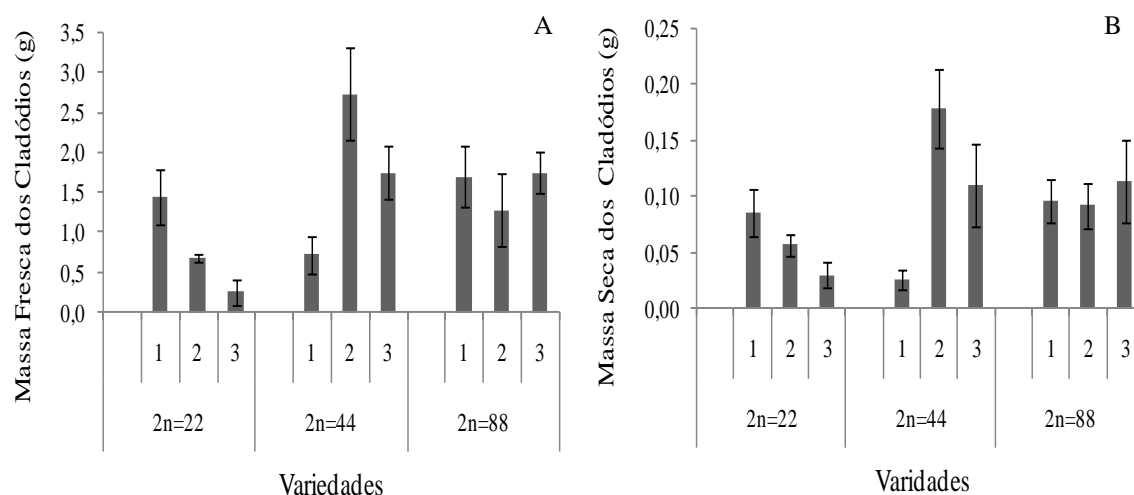 A
Massa Fresca dos Cladódios (g)
3,5
3,0
2,5
2,0
1,5
1,0
0,5
0,0
1 2 3 1 2 3 1 2 3
2n=22 2n=44 2n=88
Variedades
B
Massa Seca dos Cladódios (g)
0,25
0,20
0,15
0,10
0,05
0,00
1 2 3 1 2 3 1 2 3
2n=22 2n=44 2n=88
Varidades